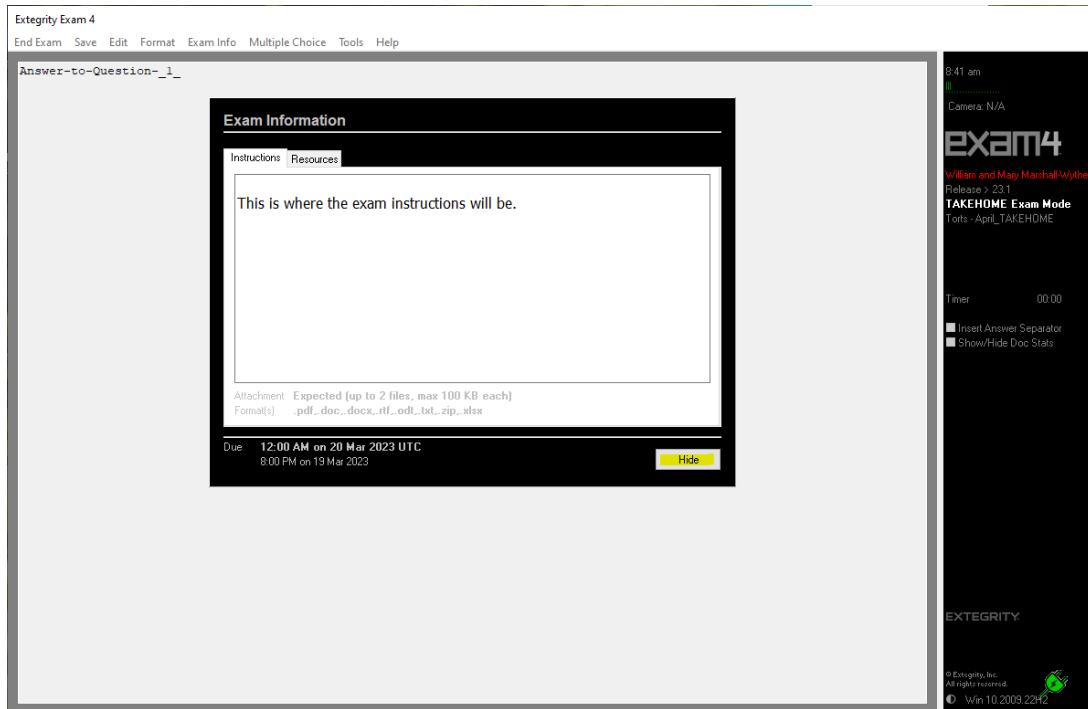 Extegrity Exam 4
End Exam Save Edit Format Exam Info Multiple Choice Tools Help
Answer-to-Question-_1_
Exam Information
Instructions Resources
This is where the exam instructions will be.
Attachment Expected (up to 2 files, max 100 KB each)
Format(s) .pdf,.doc,.docx,.rtf,.odt,.txt,.zip,.xlsx
Due 12:00 AM on 20 Mar 2023 UTC
8:00 PM on 19 Mar 2023
Hide
8:41 am
Camera: N/A
exam4
William and Mary Marshall-Wythe
Release > 23.1
TAKEHOME Exam Mode
Torts - April_TAKEHOME
Timer 00:00
Insert Answer Separator
Show/Hide Doc Stats
EXTEGRITY
© Extegrity, Inc.
All rights reserved.
Win 10.2009.22H2